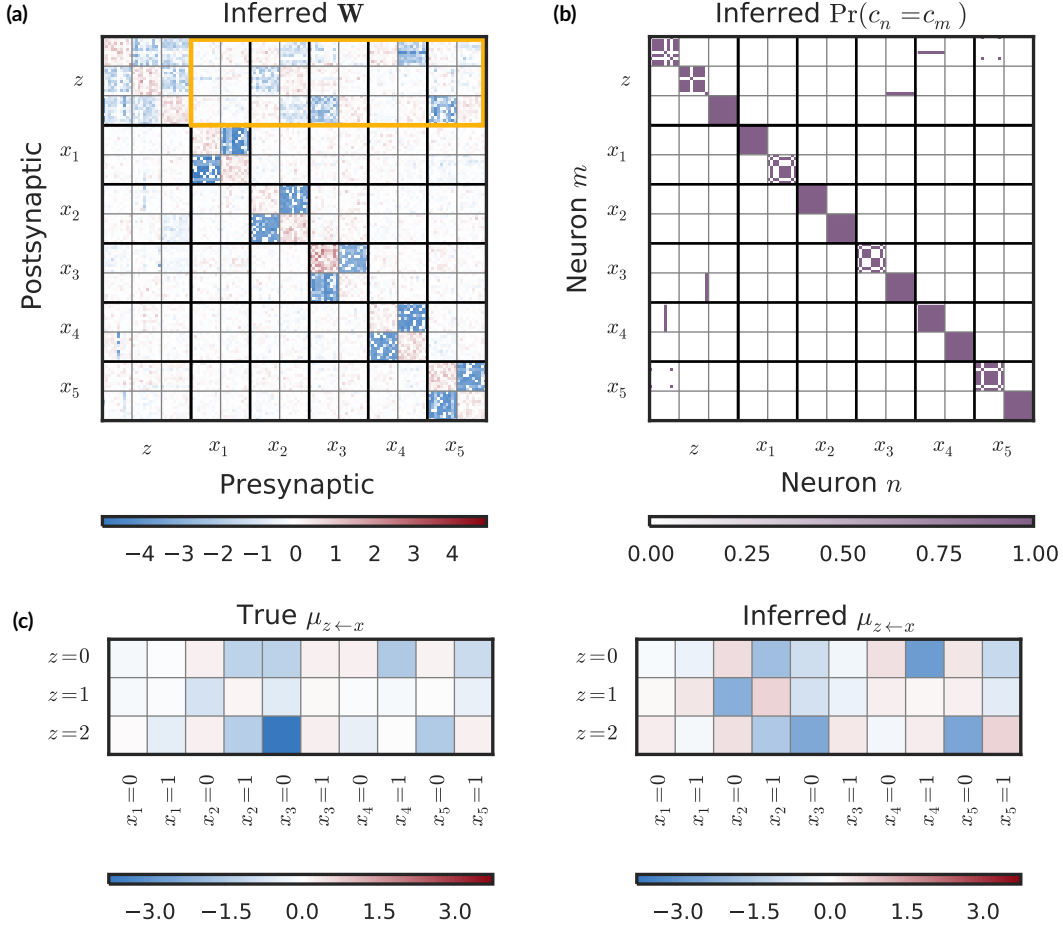 (a)
Inferred W
z
x₁
x₂
x₃
x₄
x₅
Postsynaptic
z x₁ x₂ x₃ x₄ x₅
Presynaptic
−4 −3 −2 −1 0 1 2 3 4
(b)
Inferred Pr(cₙ =cₘ)
z
x₁
x₂
x₃
x₄
x₅
Neuron m
z x₁ x₂ x₃ x₄ x₅
Neuron n
0.00 0.25 0.50 0.75 1.00
(c)
True μ_{z←x}
z=0
z=1
z=2
x₁=0 x₁=1 x₂=0 x₂=1 x₃=0 x₃=1 x₄=0 x₄=1 x₅=0 x₅=1
−3.0 −1.5 0.0 1.5 3.0
Inferred μ_{z←x}
z=0
z=1
z=2
x₁=0 x₁=1 x₂=0 x₂=1 x₃=0 x₃=1 x₄=0 x₄=1 x₅=0 x₅=1
−3.0 −1.5 0.0 1.5 3.0